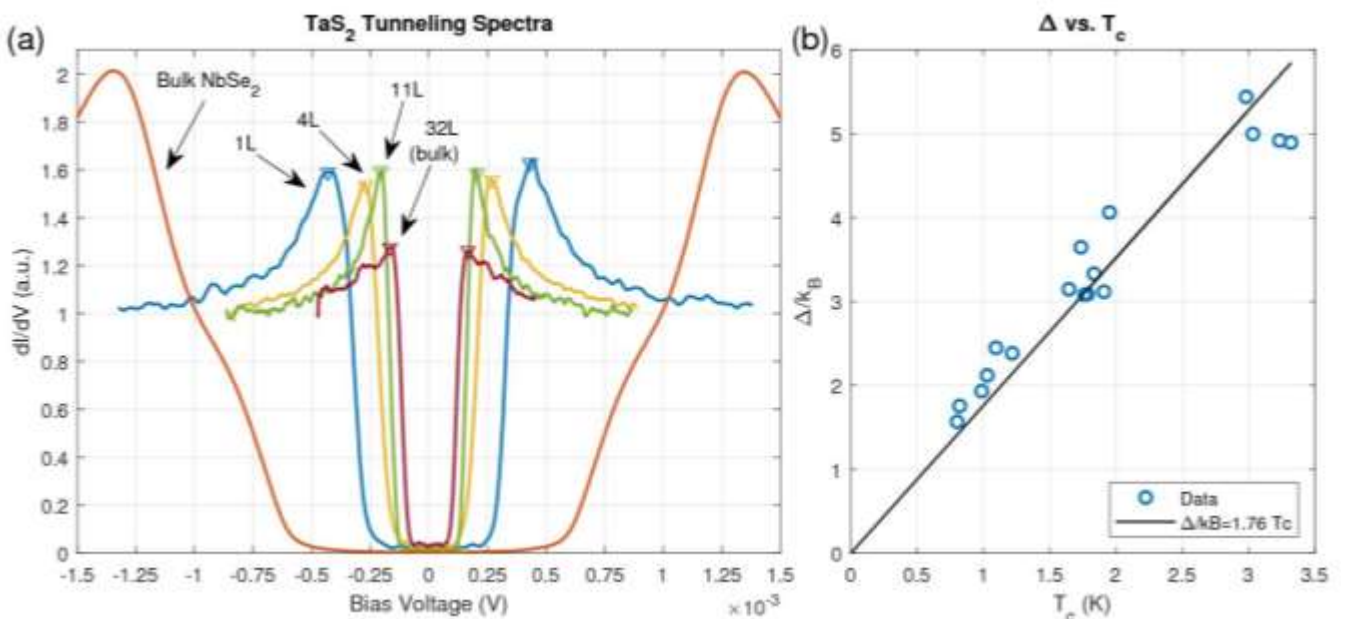 (a)
TaS2 Tunneling Spectra
Bulk NbSe2
1L
4L
11L
32L
(bulk)
dI/dV (a.u.)
2
1.8
1.6
1.4
1.2
1
0.8
0.6
0.4
0.2
0
-1.5 -1.25 -1 -0.75 -0.5 -0.25 0 0.25 0.5 0.75 1 1.25 1.5
Bias Voltage (V)
×10-3
(b)
Δ vs. Tc
Δ/kB
6
5
4
3
2
1
0
0 0.5 1 1.5 2 2.5 3 3.5
Tc (K)
Data
Δ/kB=1.76 Tc